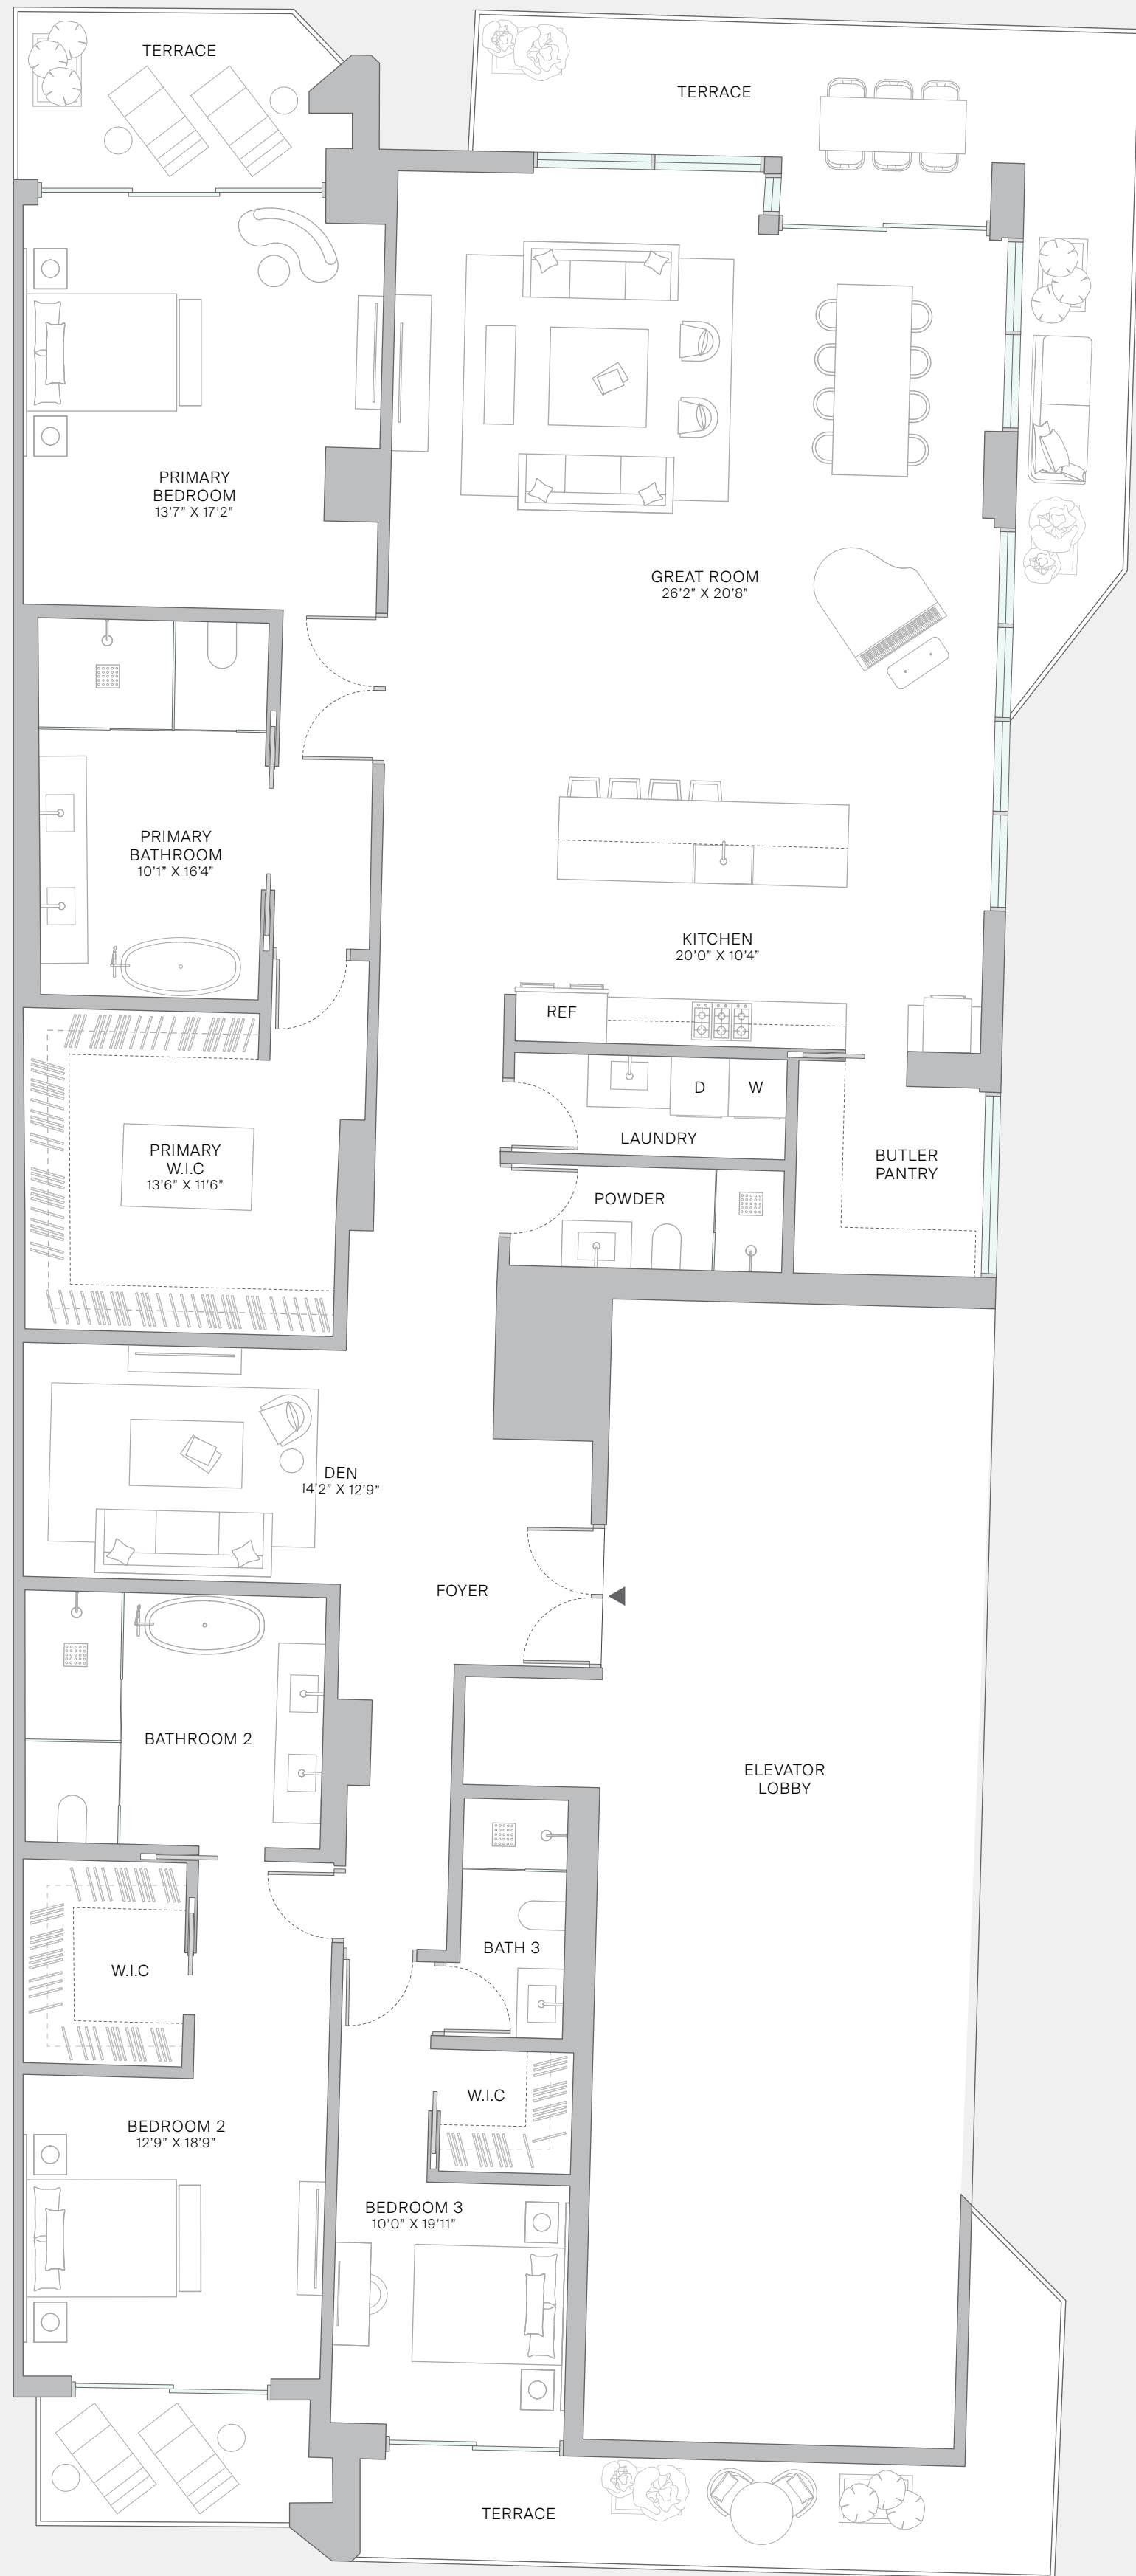 TERRACE
TERRACE
PRIMARY
BEDROOM
13'7" X 17'2"
GREAT ROOM
26'2" X 20'8"
PRIMARY
BATHROOM
10'1" X 16'4"
KITCHEN
20'0" X 10'4"
REF
D
W
LAUNDRY
PRIMARY
W.I.C
13'6" X 11'6"
BUTLER
PANTRY
POWDER
DEN
14'2" X 12'9"
FOYER
BATHROOM 2
ELEVATOR
LOBBY
BATH 3
W.I.C
W.I.C
BEDROOM 2
12'9" X 18'9"
BEDROOM 3
10'0" X 19'11"
TERRACE